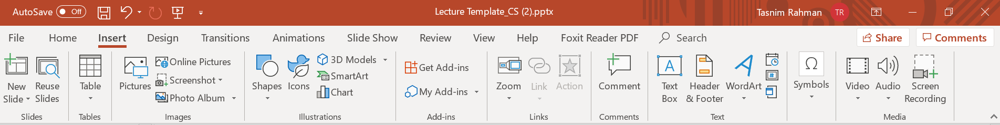 AutoSave Off
Lecture Template_CS (2).pptx
Tasnim Rahman TR
File Home Insert Design Transitions Animations Slide Show Review View Help Foxit Reader PDF Search Share Comments
New Slide
Reuse Slides
Slides
Table
Tables
Pictures
Online Pictures
Screenshot
Photo Album
Images
Shapes
Icons
3D Models
SmartArt
Chart
Illustrations
Get Add-ins
My Add-ins
Add-ins
Zoom
Link
Action
Links
Comment
Comments
A
Text Box
Header & Footer
A
WordArt
#
Text
Ω
Symbols
Video
Audio
Screen Recording
Media